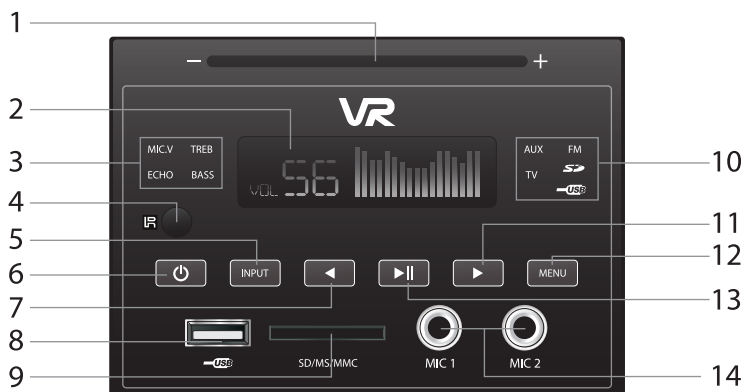 1
− +
2
VR
3
MIC.V TREB
ECHO BASS
VOL 56
AUX FM
TV SD
USB
10
4
IR
5
11
6
INPUT
MENU
12
7
13
8
USB
9
SD/MS/MMC
MIC 1
MIC 2
14